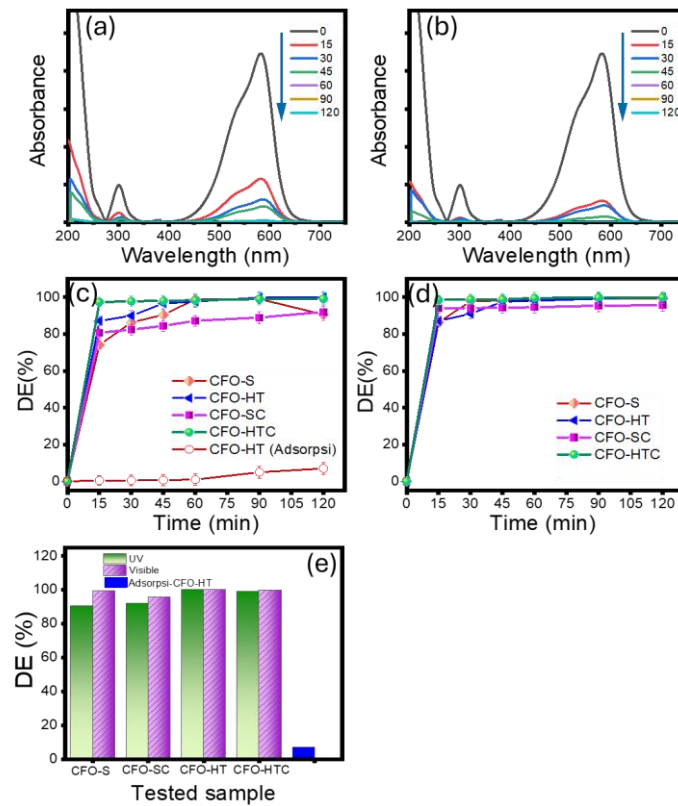 (a)
0
15
30
45
60
90
120
Absorbance
200 300 400 500 600 700
Wavelength (nm)
(b)
0
15
30
45
60
90
120
Absorbance
200 300 400 500 600 700
Wavelength (nm)
(c)
100
80
60
40
20
0
DE(%)
CFO-S
CFO-HT
CFO-SC
CFO-HTC
CFO-HT (Adsorpsi)
0 15 30 45 60 75 90 105 120
Time (min)
(d)
100
80
60
40
20
0
DE(%)
CFO-S
CFO-HT
CFO-SC
CFO-HTC
0 15 30 45 60 75 90 105 120
Time (min)
(e)
120
100
80
60
40
20
0
DE (%)
UV
Visible
Adsorpsi-CFO-HT
CFO-S CFO-SC CFO-HT CFO-HTC
Tested sample